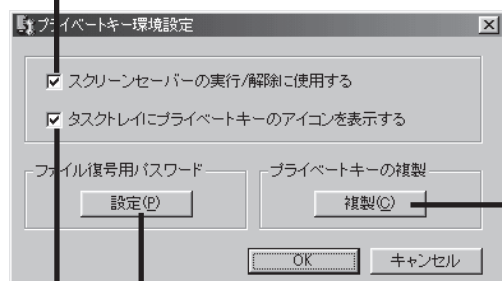 プライベートキー環境設定
スクリーンセーバーの実行/解除に使用する
タスクトレイにプライベートキーのアイコンを表示する
ファイル復号用パスワード
プライベートキーの複製
設定(P)
複製(C)
OK
キャンセル